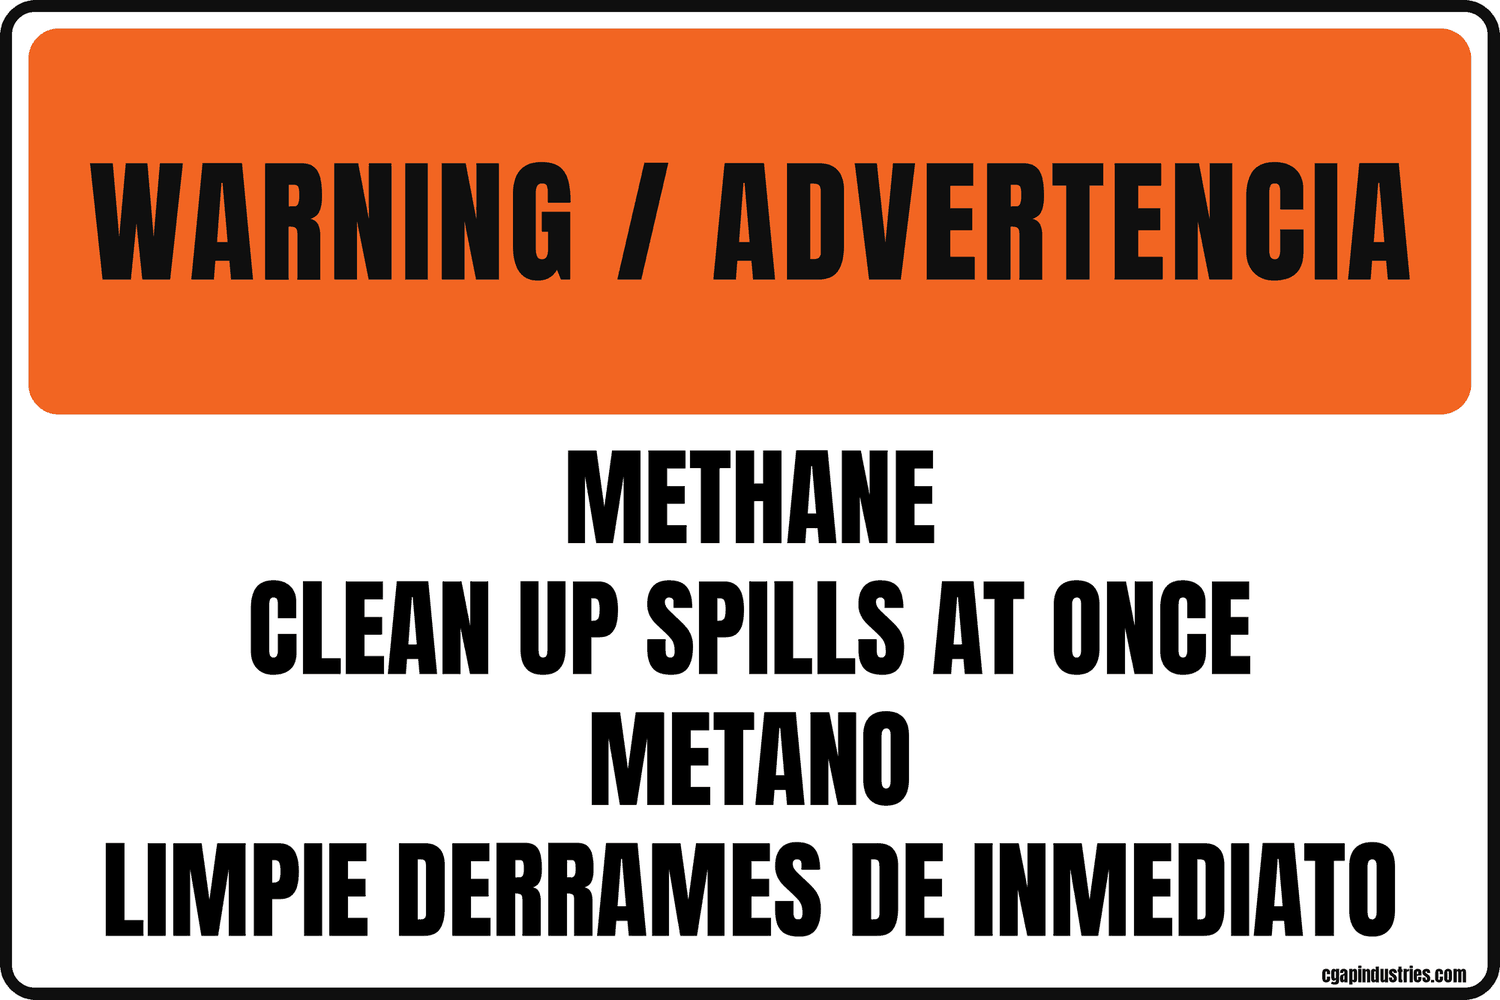 WARNING / ADVERTENCIA
METHANE
CLEAN UP SPILLS AT ONCE
METANO
LIMPIE DERRAMES DE INMEDIATO
cgapindustries.com